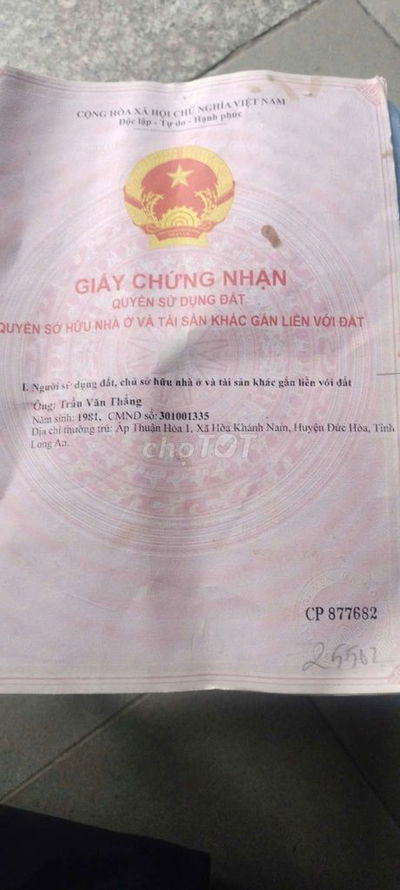 CỘNG HÒA XÃ HỘI CHỦ NGHĨA VIỆT NAM
Độc lập - Tự do - Hạnh phúc
GIẤY CHỨNG NHẬN
QUYỀN SỬ DỤNG ĐẤT
QUYỀN SỞ HỮU NHÀ Ở VÀ TÀI SẢN KHÁC GẮN LIỀN VỚI ĐẤT
I. Người sử dụng đất, chủ sở hữu nhà ở và tài sản khác gắn liền với đất
Ông: Trần Văn Thắng
Năm sinh: 1981, CMND số: 301001335
Địa chỉ thường trú: Ấp Thuận Hòa 1, Xã Hòa Khánh Nam, Huyện Đức Hòa, Tỉnh
Long An.
chợTỐT
CP 877682